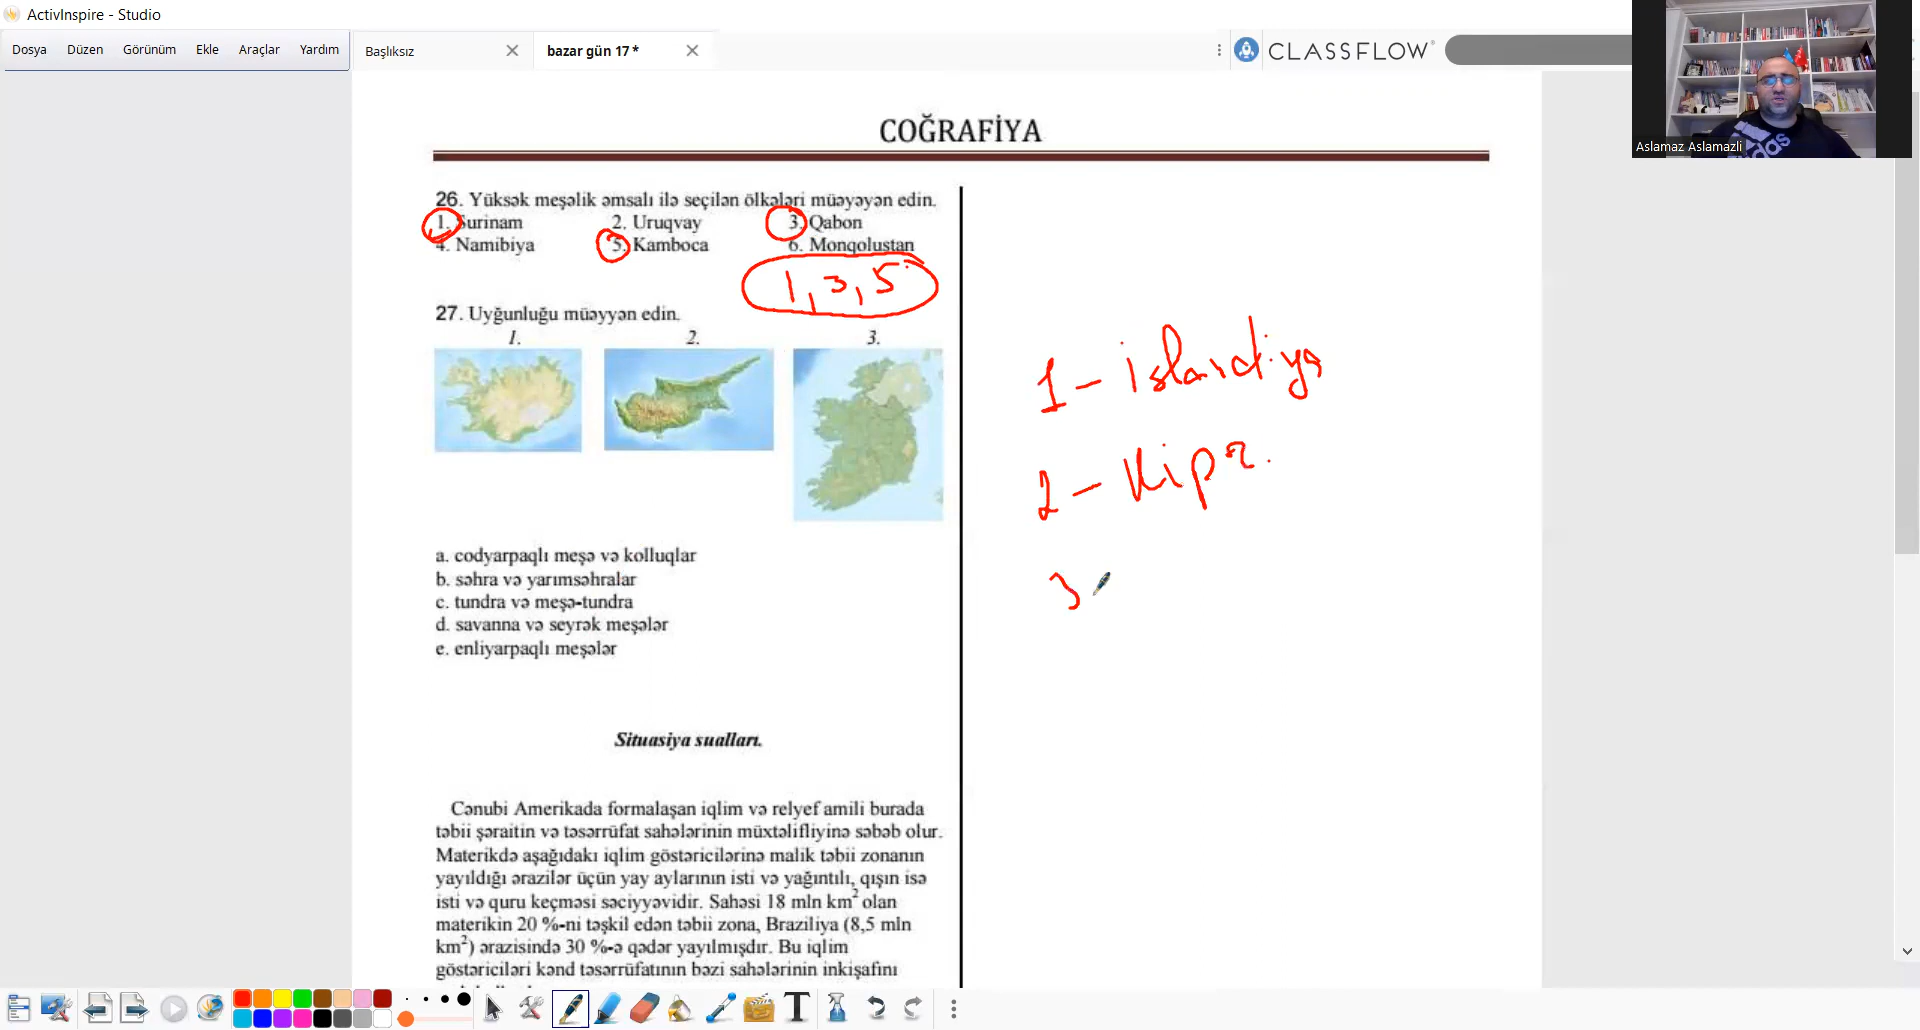 ActivInspire - Studio
Dosya Düzen Görünüm Ekle Araçlar Yardım
Başlıksız
bazar gün 17 *
CLASSFLOW
Aslamaz Aslamazli
COĞRAFİYA
26. Yüksək meşəlik əmsalı ilə seçilən ölkələri müəyəyən edin.
1. Surinam 2. Uruqvay 3. Qabon
4. Namibiya 5. Kamboca 6. Monqolustan
1, 3, 5
27. Uyğunluğu müəyyən edin.
1. 2. 3.
a. codyarpaqlı meşə və kolluqlar
b. səhra və yarımsəhralar
c. tundra və meşə-tundra
d. savanna və seyrək meşələr
e. enliyarpaqlı meşələr
Situasiya sualları.
Cənubi Amerikada formalaşan iqlim və relyef amili burada
təbii şəraitin və təsərrüfat sahələrinin müxtəlifliyinə səbəb olur.
Materikdə aşağıdakı iqlim göstəricilərinə malik təbii zonanın
yayıldığı ərazilər üçün yay aylarının isti və yağıntılı, qışın isə
isti və quru keçməsi səciyyəvidir. Sahəsi 18 mln km² olan
materikin 20 %-ni təşkil edən təbii zona, Braziliya (8,5 mln
km²) ərazisində 30 %-ə qədər yayılmışdır. Bu iqlim
göstəriciləri kənd təsərrüfatının bəzi sahələrinin inkişafını
1 - islandiya
2 - Kipr.
3